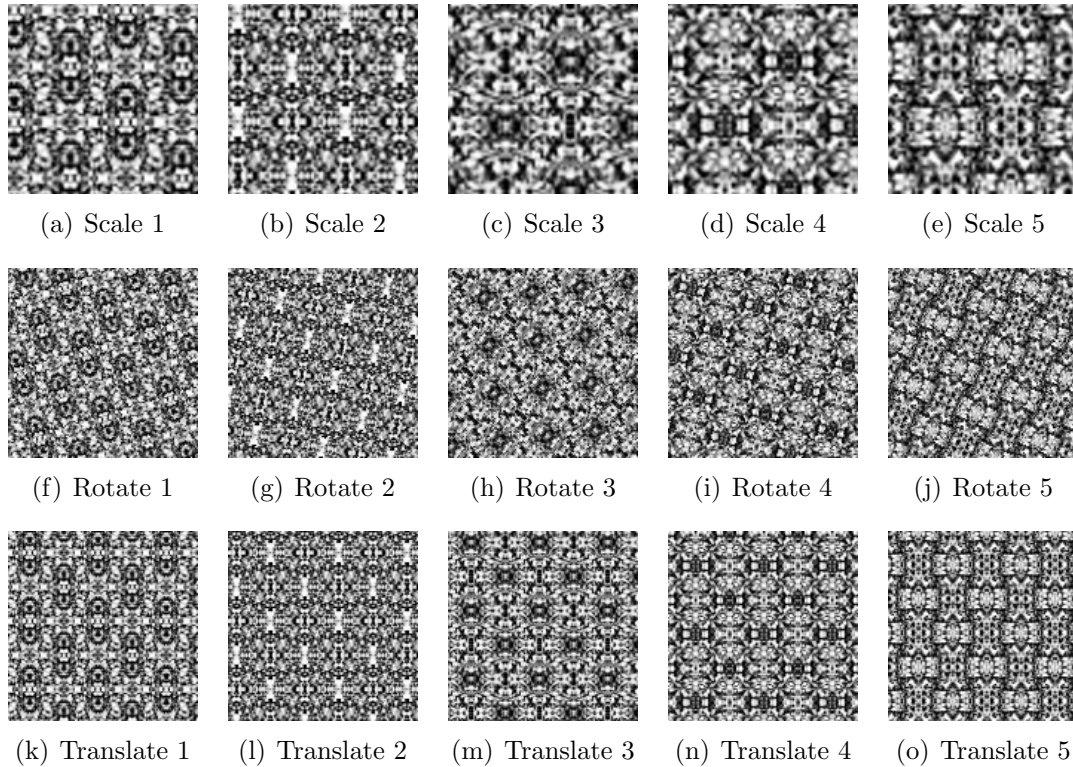 (a) Scale 1 (b) Scale 2 (c) Scale 3 (d) Scale 4 (e) Scale 5
(f) Rotate 1 (g) Rotate 2 (h) Rotate 3 (i) Rotate 4 (j) Rotate 5
(k) Translate 1 (l) Translate 2 (m) Translate 3 (n) Translate 4 (o) Translate 5